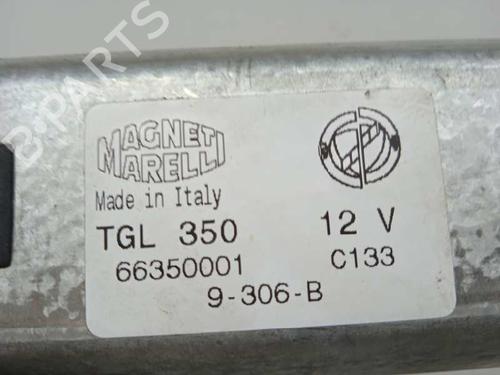 B-PARTS
MAGNETI
MARELLI
Made in Italy
TGL 350 12 V
66350001 C133
9-306-B